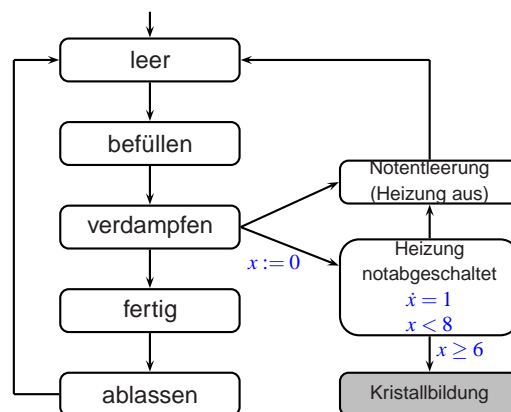 leer
befüllen
verdampfen
fertig
ablassen
x := 0
Notentleerung
(Heizung aus)
Heizung
notabgeschaltet
ẋ = 1
x < 8
x ≥ 6
Kristallbildung